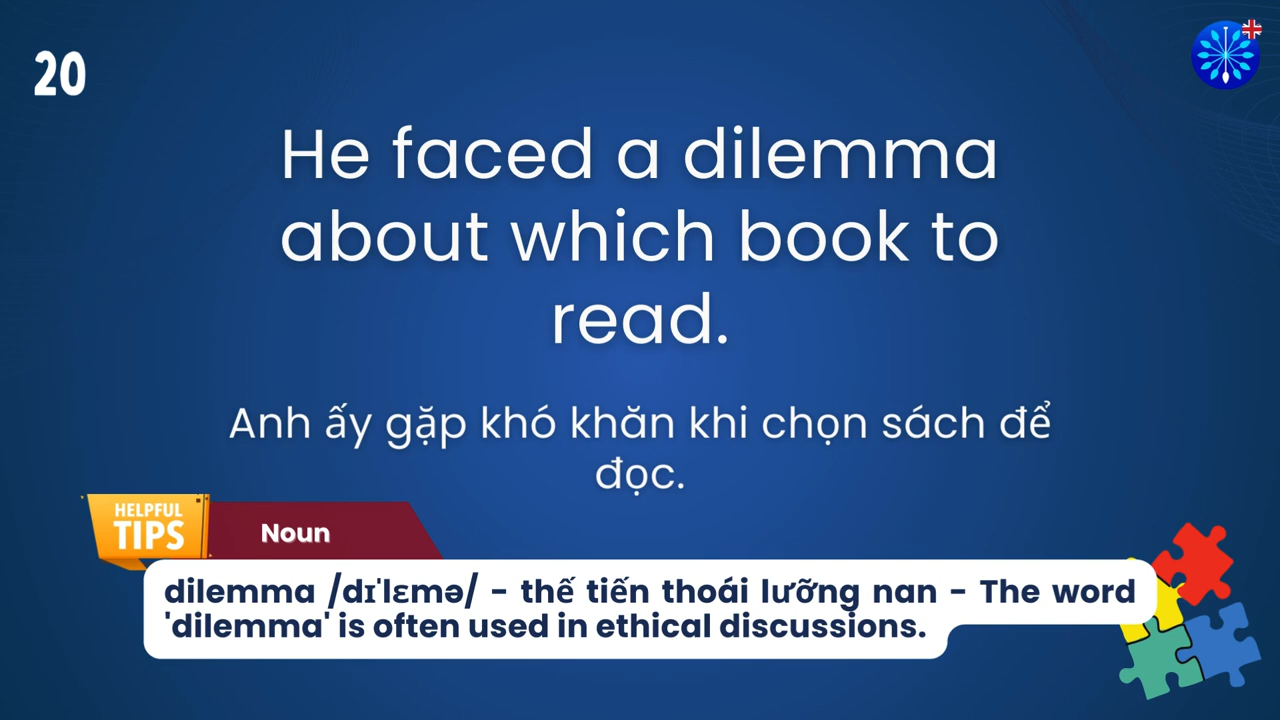 20
He faced a dilemma
about which book to
read.
Anh ấy gặp khó khăn khi chọn sách để
đọc.
HELPFUL
TIPS
Noun
dilemma /dɪˈlɛmə/ - thế tiến thoái lưỡng nan - The word
'dilemma' is often used in ethical discussions.